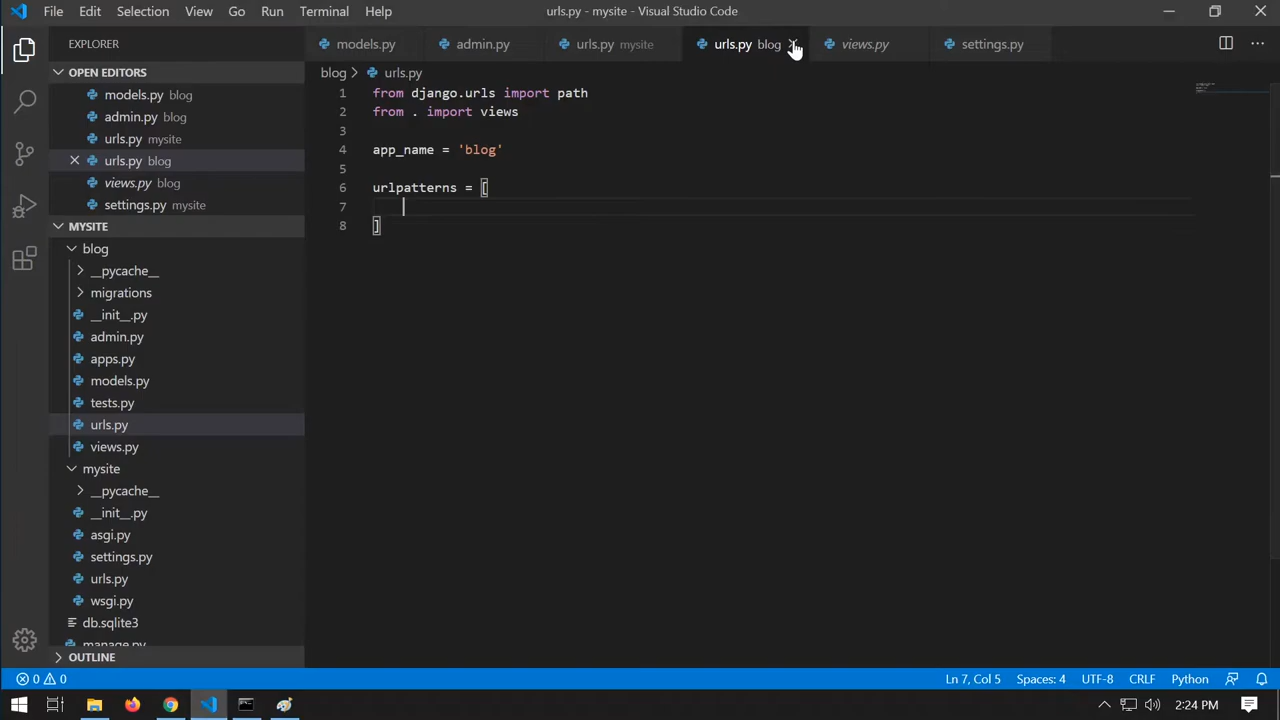 File Edit Selection View Go Run Terminal Help urls.py - mysite - Visual Studio Code
EXPLORER
OPEN EDITORS
models.py blog
admin.py blog
urls.py mysite
urls.py blog
views.py blog
settings.py mysite
MYSITE
blog
__pycache__
migrations
__init__.py
admin.py
apps.py
models.py
tests.py
urls.py
views.py
mysite
__pycache__
__init__.py
asgi.py
settings.py
urls.py
wsgi.py
db.sqlite3
manage.py
OUTLINE
models.py admin.py urls.py mysite urls.py blog views.py settings.py
blog > urls.py
1 from django.urls import path
2 from . import views
3
4 app_name = 'blog'
5
6 urlpatterns = [
7
8 ]
0 0 Ln 7, Col 5 Spaces: 4 UTF-8 CRLF Python
2:24 PM